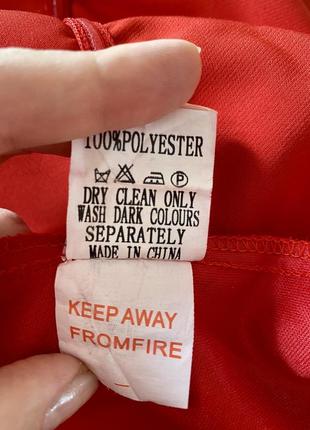 100%POLYESTER
P
DRY CLEAN ONLY
WASH DARK COLOURS
SEPARATELY
MADE IN CHINA
KEEP AWAY
FROMFIRE